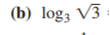 (b) log₃ √3 =